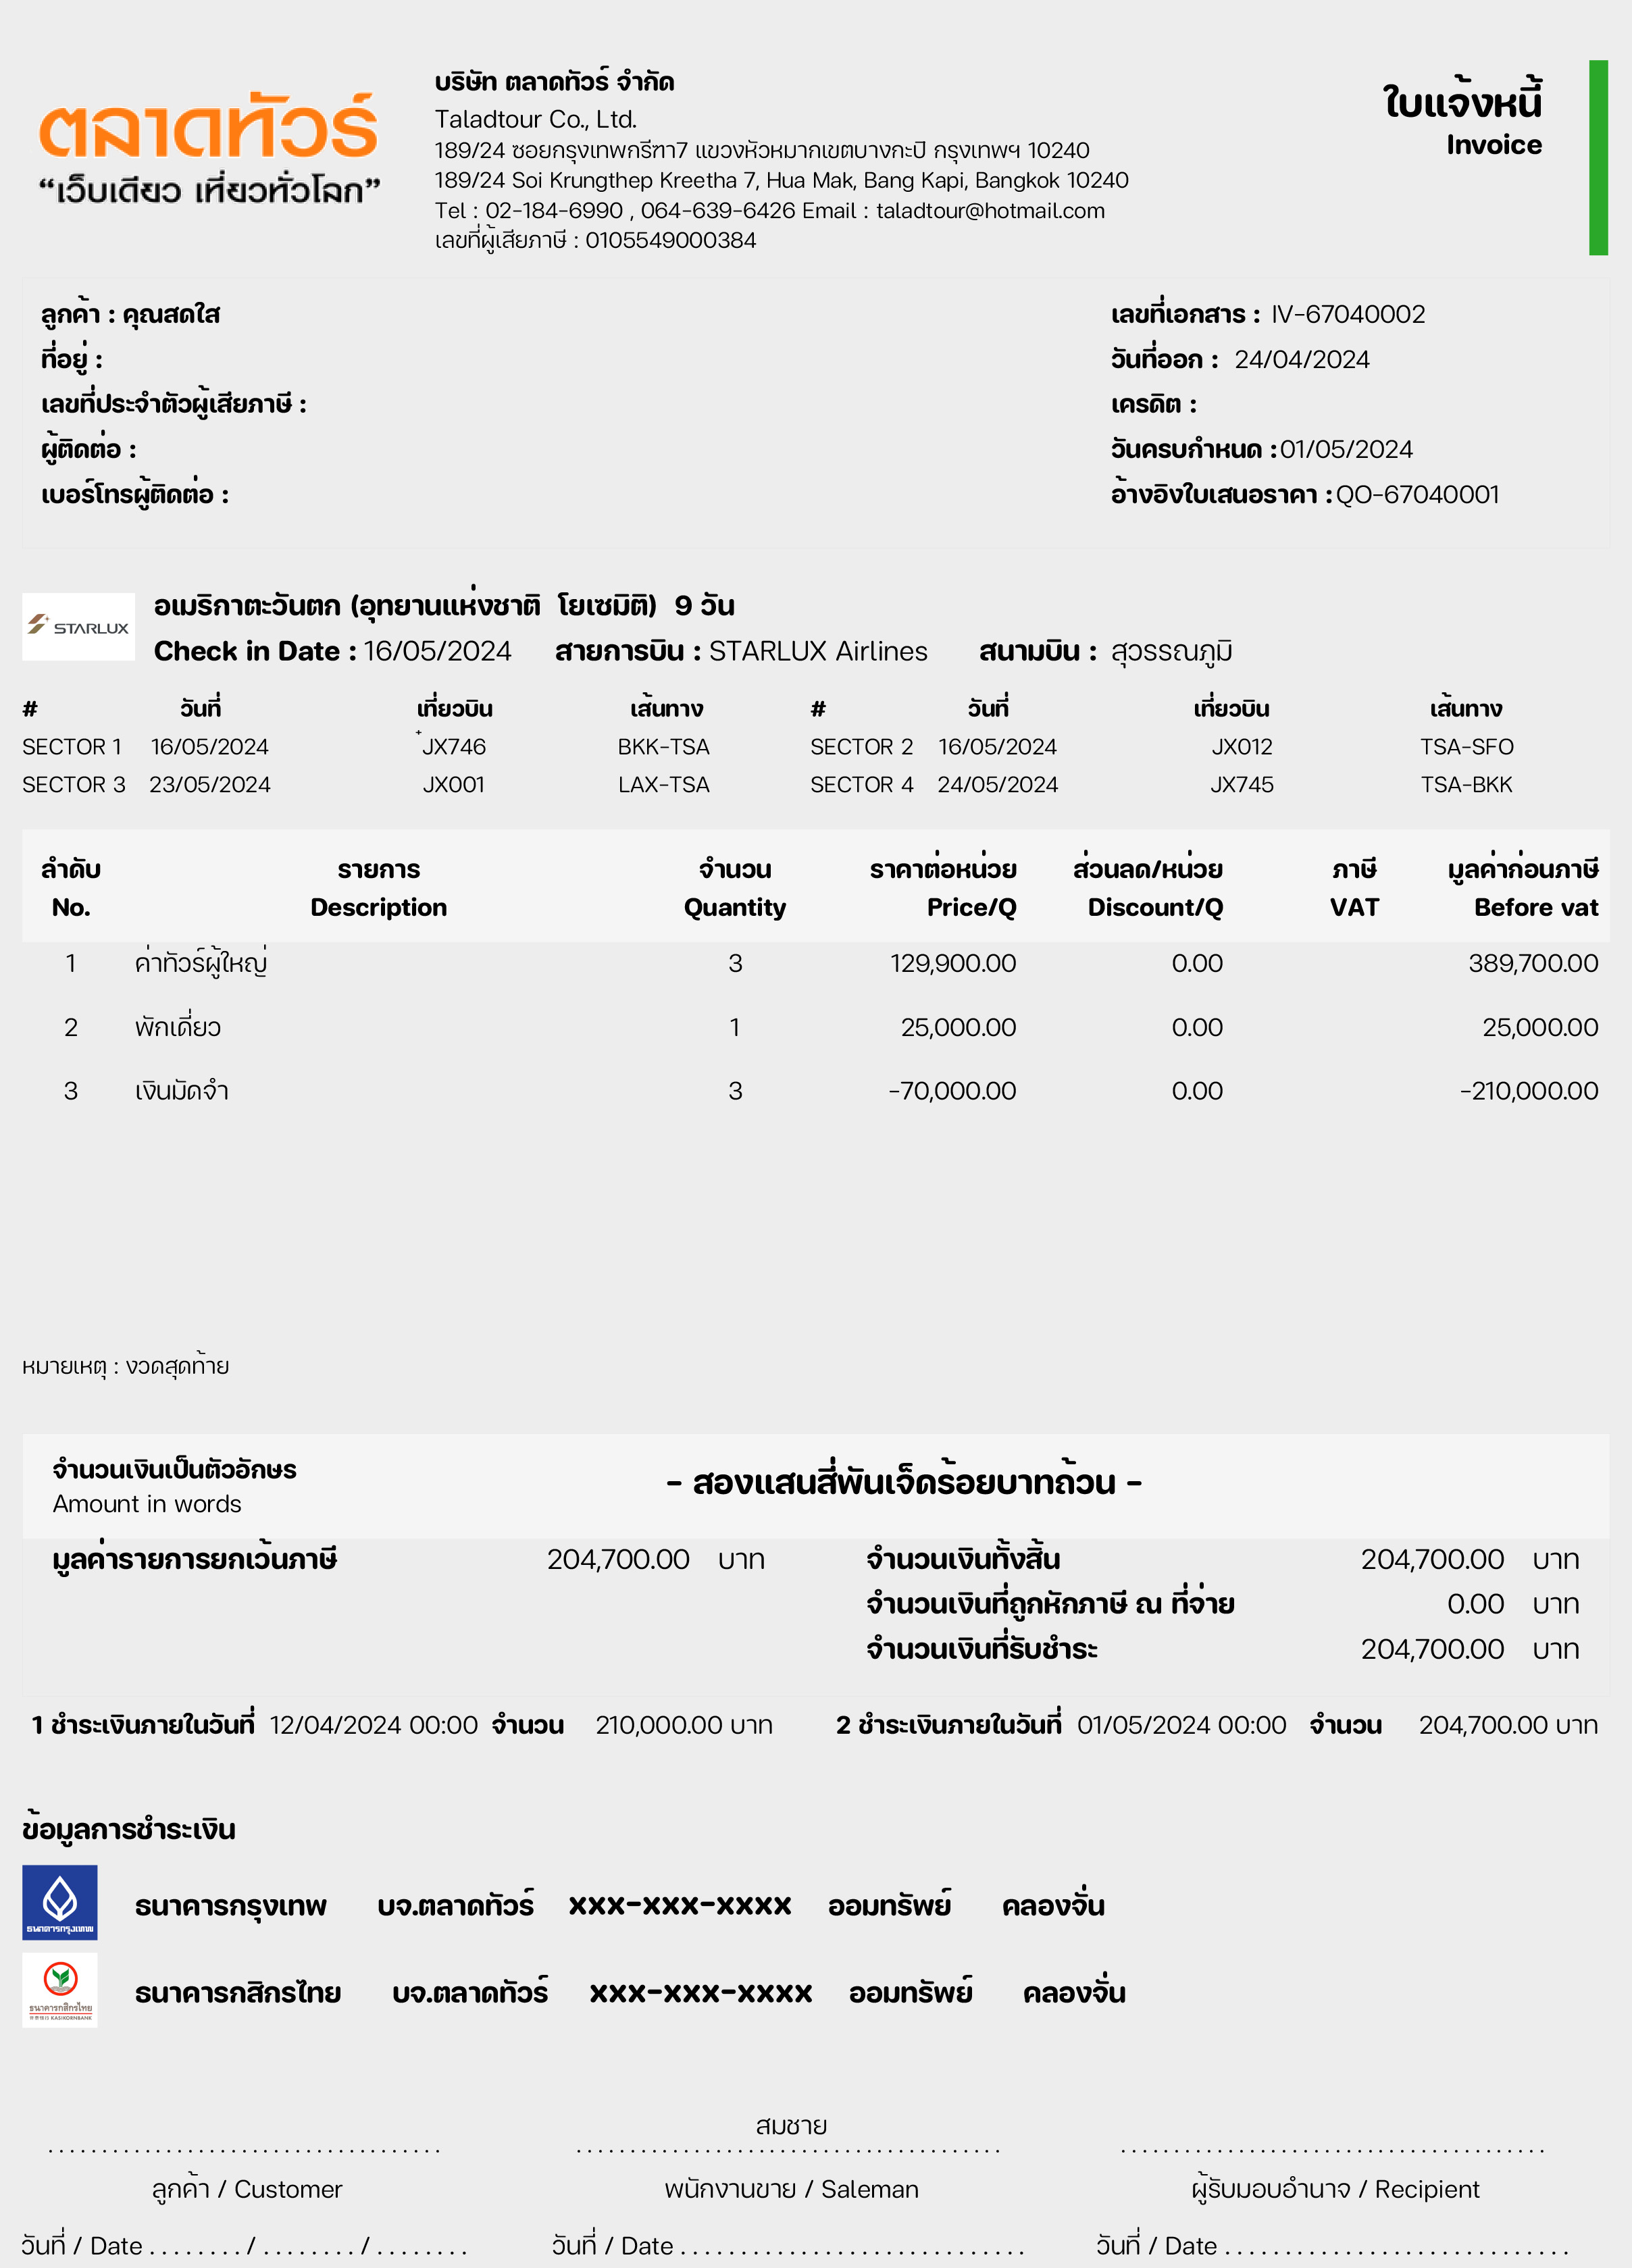 ตลาดทัวร์
“เว็บเดียว เที่ยวทั่วโลก”
บริษัท ตลาดทัวร์ จำกัด
Taladtour Co., Ltd.
189/24 ซอยกรุงเทพกรีฑา7 แขวงหัวหมากเขตบางกะปิ กรุงเทพฯ 10240
189/24 Soi Krungthep Kreetha 7, Hua Mak, Bang Kapi, Bangkok 10240
Tel : 02-184-6990 , 064-639-6426 Email : taladtour@hotmail.com
เลขที่ผู้เสียภาษี : 0105549000384
ใบแจ้งหนี้
Invoice
ลูกค้า : คุณสดใส
ที่อยู่ :
เลขที่ประจำตัวผู้เสียภาษี :
ผู้ติดต่อ :
เบอร์โทรผู้ติดต่อ :
เลขที่เอกสาร : IV-67040002
วันที่ออก : 24/04/2024
เครดิต :
วันครบกำหนด : 01/05/2024
อ้างอิงใบเสนอราคา : QO-67040001
STARLUX
อเมริกาตะวันตก (อุทยานแห่งชาติ โยเซมิติ) 9 วัน
Check in Date : 16/05/2024 สายการบิน : STARLUX Airlines สนามบิน : สุวรรณภูมิ
# วันที่ เที่ยวบิน เส้นทาง # วันที่ เที่ยวบิน เส้นทาง
SECTOR 1 16/05/2024 JX746 BKK-TSA SECTOR 2 16/05/2024 JX012 TSA-SFO
SECTOR 3 23/05/2024 JX001 LAX-TSA SECTOR 4 24/05/2024 JX745 TSA-BKK
ลำดับ รายการ จำนวน ราคาต่อหน่วย ส่วนลด/หน่วย ภาษี มูลค่าก่อนภาษี
No. Description Quantity Price/Q Discount/Q VAT Before vat
1 ค่าทัวร์ผู้ใหญ่ 3 129,900.00 0.00 389,700.00
2 พักเดี่ยว 1 25,000.00 0.00 25,000.00
3 เงินมัดจำ 3 -70,000.00 0.00 -210,000.00
หมายเหตุ : งวดสุดท้าย
จำนวนเงินเป็นตัวอักษร
Amount in words
- สองแสนสี่พันเจ็ดร้อยบาทถ้วน -
มูลค่ารายการยกเว้นภาษี 204,700.00 บาท จำนวนเงินทั้งสิ้น 204,700.00 บาท
จำนวนเงินที่ถูกหักภาษี ณ ที่จ่าย 0.00 บาท
จำนวนเงินที่รับชำระ 204,700.00 บาท
1 ชำระเงินภายในวันที่ 12/04/2024 00:00 จำนวน 210,000.00 บาท 2 ชำระเงินภายในวันที่ 01/05/2024 00:00 จำนวน 204,700.00 บาท
ข้อมูลการชำระเงิน
ธนาคารกรุงเทพ
ธนาคารกรุงเทพ บจ.ตลาดทัวร์ xxx-xxx-xxxx ออมทรัพย์ คลองจั่น
ธนาคารกสิกรไทย
KASIKORNBANK
ธนาคารกสิกรไทย บจ.ตลาดทัวร์ xxx-xxx-xxxx ออมทรัพย์ คลองจั่น
สมชาย
ลูกค้า / Customer พนักงานขาย / Saleman ผู้รับมอบอำนาจ / Recipient
วันที่ / Date ......../......../........ วันที่ / Date .............................. วันที่ / Date ..............................